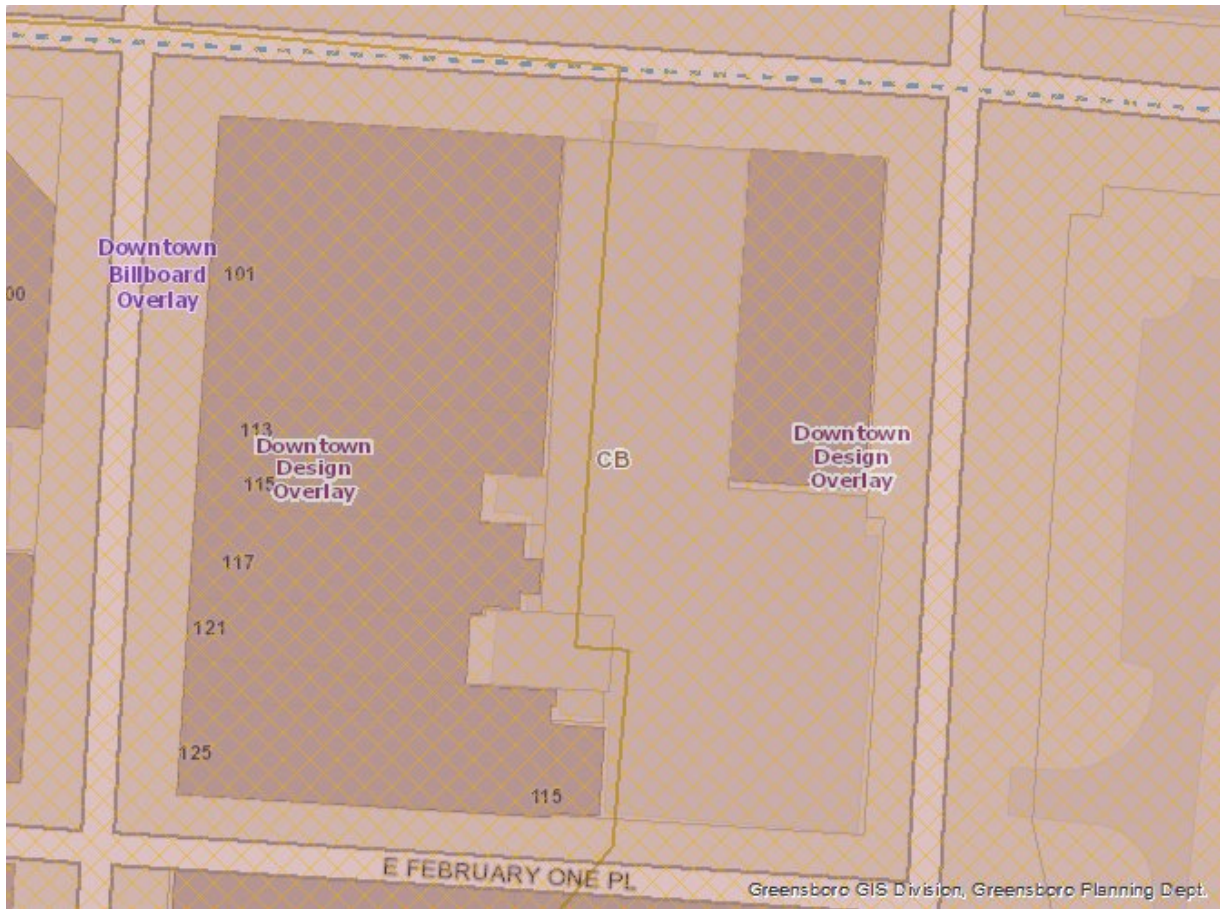 Downtown
Billboard
Overlay
00
101
113
Downtown
Design
Overlay
115
117
121
125
115
CB
Downtown
Design
Overlay
E FEBRUARY ONE PL
Greensboro GIS Division, Greensboro Planning Dept.